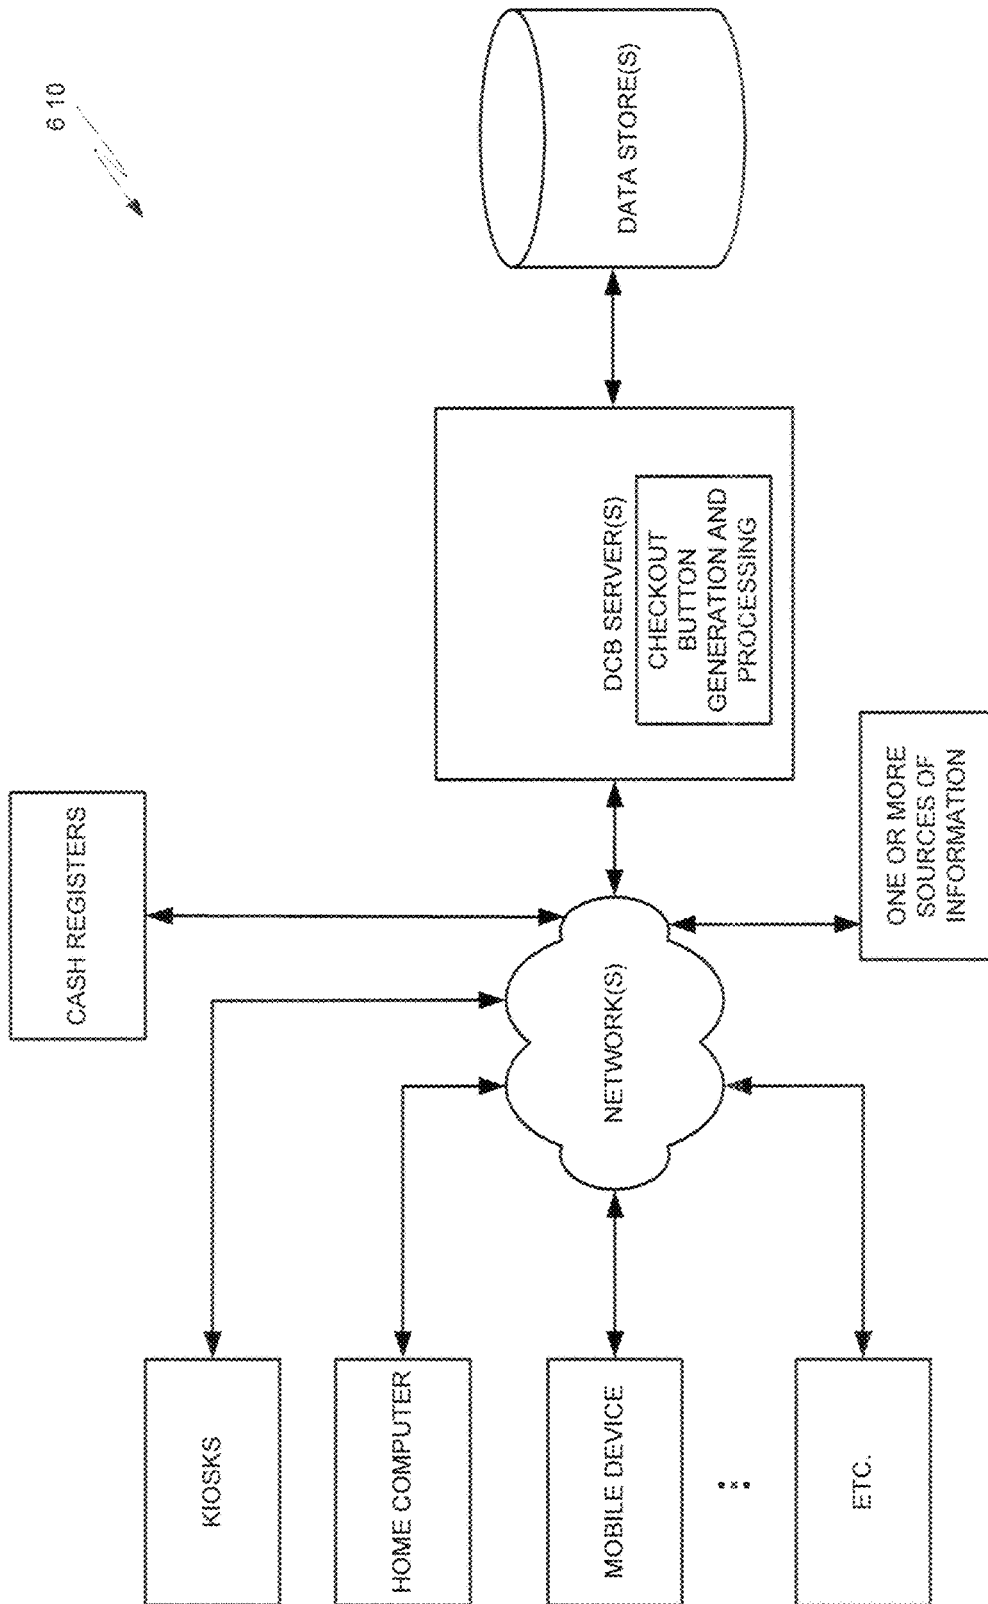 610
CASH REGISTERS
KIOSKS
HOME COMPUTER
MOBILE DEVICE
ETC.
NETWORK(S)
DCB SERVER(S)
CHECKOUT
BUTTON
GENERATION AND
PROCESSING
DATA STORE(S)
ONE OR MORE
SOURCES OF
INFORMATION